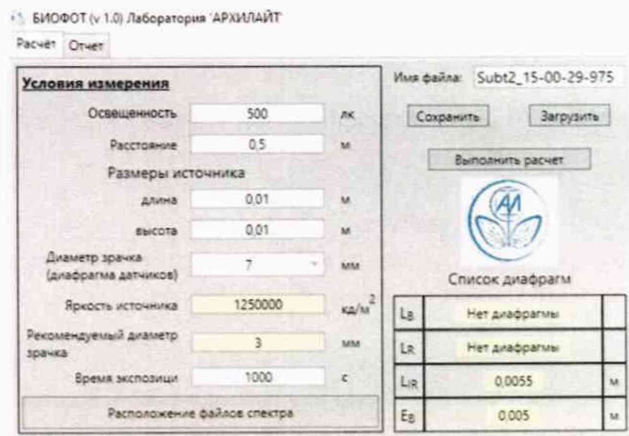 БИОФОТ (v 1.0) Лаборатория 'АРХИЛАЙТ'
Расчёт Отчет
Условия измерения
Освещенность 500 лк
Расстояние 0,5 м
Размеры источника
длина 0,01 м
высота 0,01 м
Диаметр зрачка
(диафрагма датчиков) 7 мм
Яркость источника 1250000 кд/м²
Рекомендуемый диаметр
зрачка 3 мм
Время экспозици 1000 с
Расположение файлов спектра
Имя файла: Subt2_15-00-29-975
Сохранить Загрузить
Выполнить расчет
АЛ
Список диафрагм
LB Нет диафрагмы
LR Нет диафрагмы
LIR 0,0055 м
EB 0,005 м